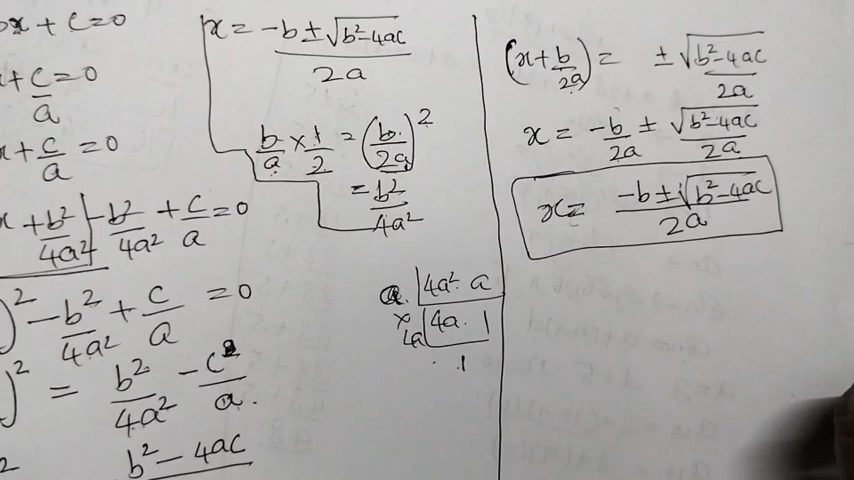 x + c = 0
+ c/a = 0
x + c/a = 0
x + b²/4a² - b²/4a² + c/a = 0
)² - b²/4a² + c/a = 0
)² = b²/4a² - c/a.
b² - 4ac
x = -b ± √b²-4ac / 2a
b/a × 1/2 = (b/2a)²
= b²/4a²
a 4a² · a
× 4a 4a · 1
· 1
(x + b/2a) = ± √b²-4ac / 2a
x = -b/2a ± √b²-4ac / 2a
x = -b ± √b²-4ac / 2a